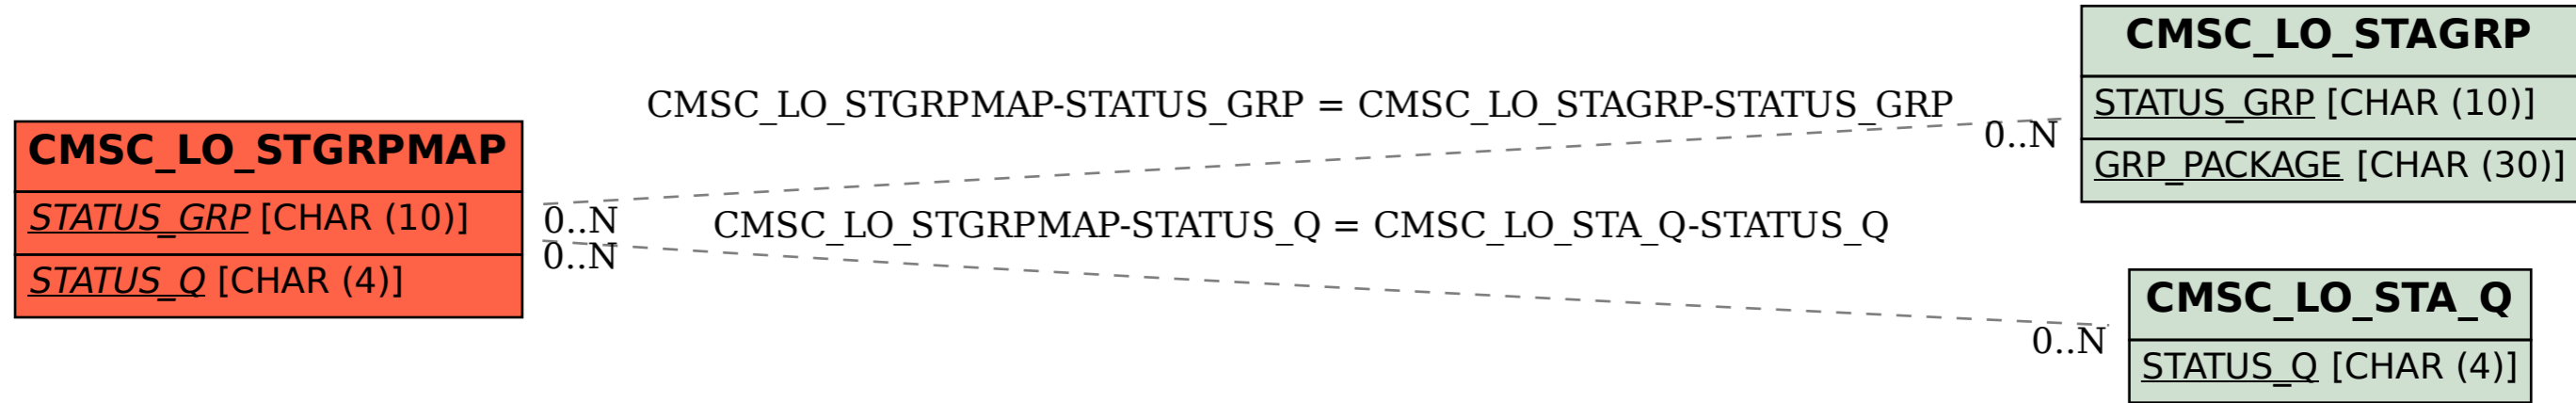 CMSC_LO_STGRPMAP
STATUS_GRP [CHAR (10)]
STATUS_Q [CHAR (4)]
CMSC_LO_STGRPMAP-STATUS_GRP = CMSC_LO_STAGRP-STATUS_GRP
0..N
0..N
CMSC_LO_STGRPMAP-STATUS_Q = CMSC_LO_STA_Q-STATUS_Q
0..N
0..N
CMSC_LO_STAGRP
STATUS_GRP [CHAR (10)]
GRP_PACKAGE [CHAR (30)]
CMSC_LO_STA_Q
STATUS_Q [CHAR (4)]